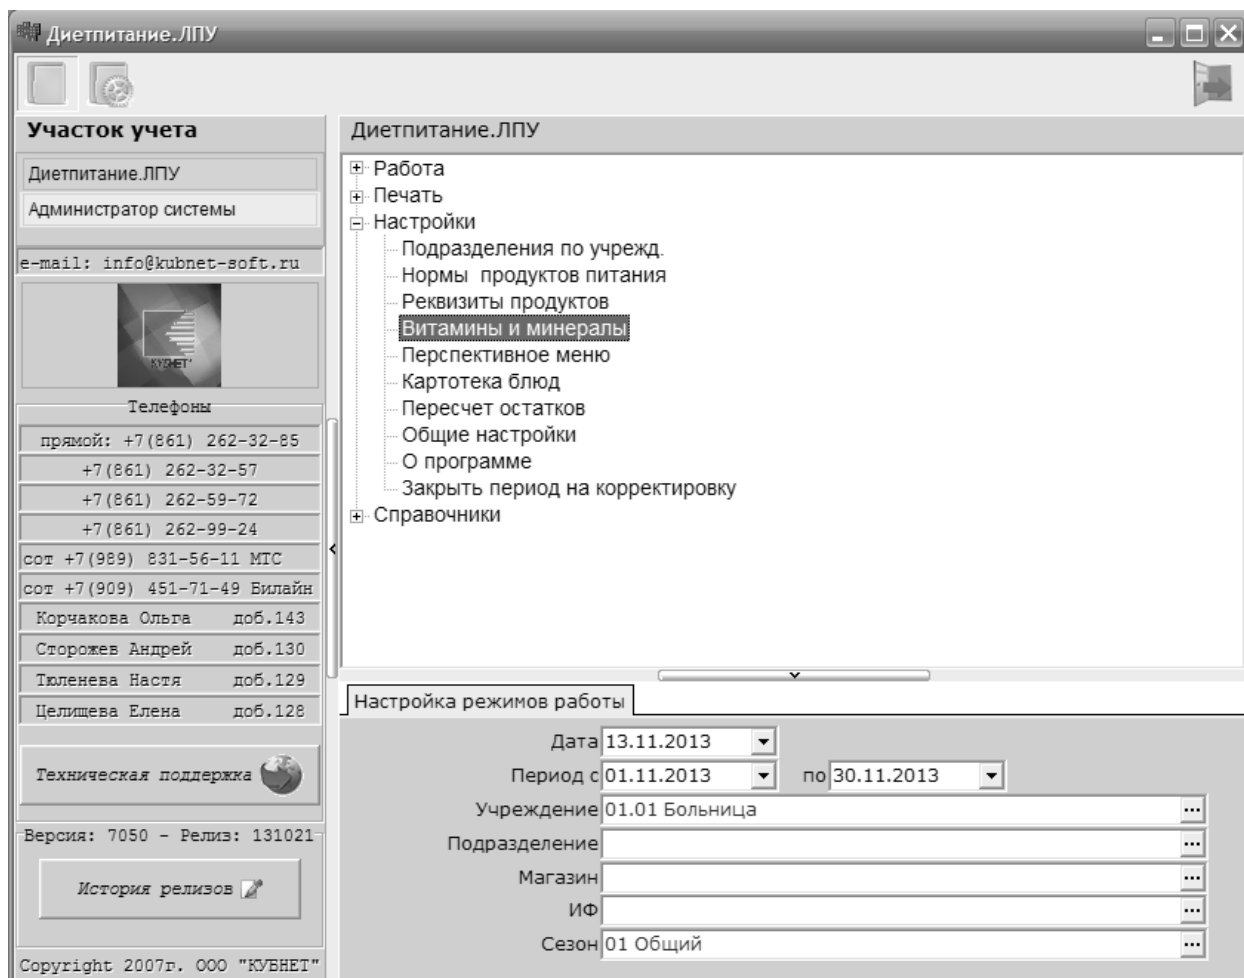 Диетпитание.ЛПУ
Участок учета
Диетпитание.ЛПУ
Администратор системы
e-mail: info@kubnet-soft.ru
КУБНЕТ
Телефоны
прямой: +7(861) 262-32-85
+7(861) 262-32-57
+7(861) 262-59-72
+7(861) 262-99-24
сот +7(989) 831-56-11 МТС
сот +7(909) 451-71-49 Билайн
Корчакова Ольга доб.143
Сторожев Андрей доб.130
Тюленева Настя доб.129
Целищева Елена доб.128
Техническая поддержка
Версия: 7050 - Релиз: 131021
История релизов
Copyright 2007г. ООО "КУБНЕТ"
Диетпитание.ЛПУ
Работа
Печать
Настройки
Подразделения по учрежд.
Нормы продуктов питания
Реквизиты продуктов
Витамины и минералы
Перспективное меню
Картотека блюд
Пересчет остатков
Общие настройки
О программе
Закрыть период на корректировку
Справочники
Настройка режимов работы
Дата 13.11.2013
Период с 01.11.2013 по 30.11.2013
Учреждение 01.01 Больница ...
Подразделение ...
Магазин ...
ИФ ...
Сезон 01 Общий ...